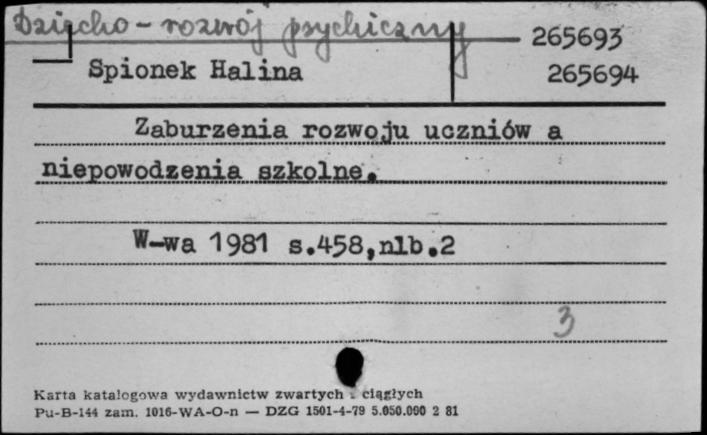 Dziecko - rozwój psychiczny
265693
Spionek Halina
265694
Zaburzenia rozwoju uczniów a
niepowodzenia szkolne.
W-wa 1981 s.458,nlb.2
3
Karta katalogowa wydawnictw zwartych i ciągłych
Pu-B-144 zam. 1016-WA-O-n — DZG 1501-4-79 5.050.000 2 81